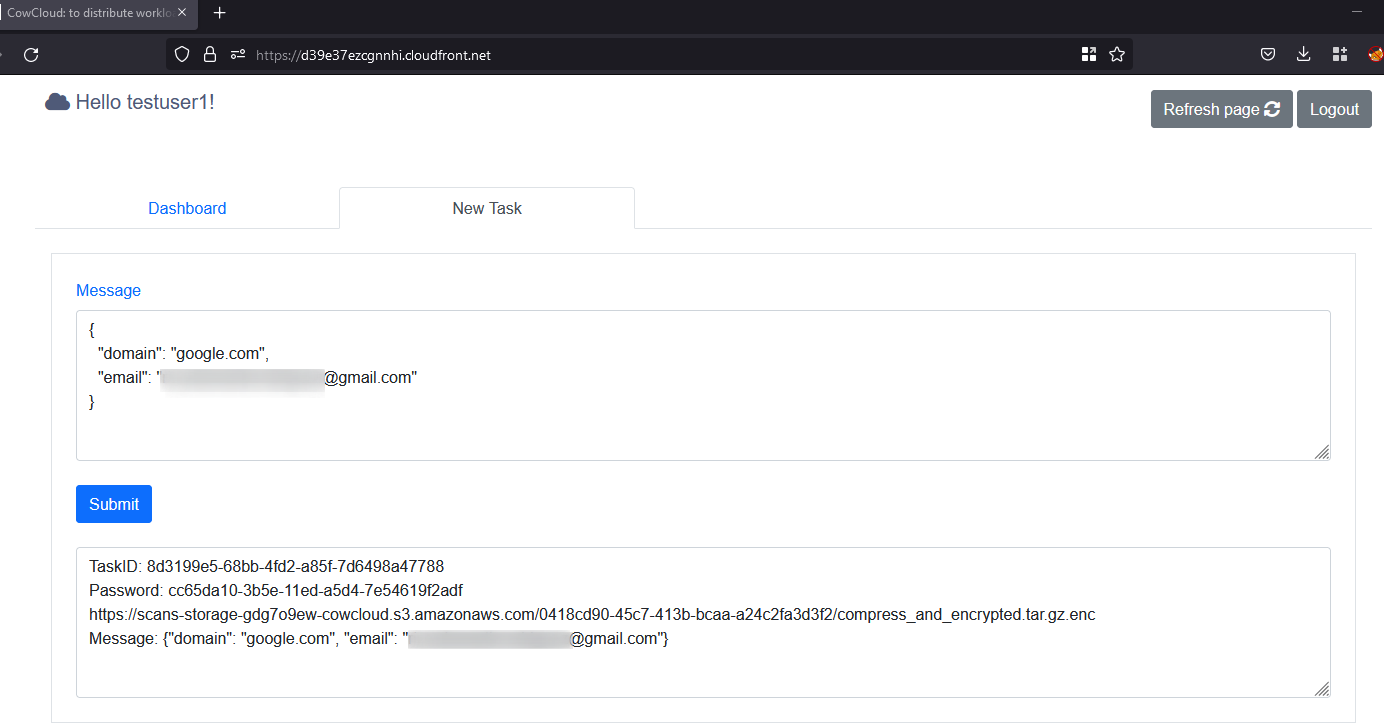 CowCloud: to distribute worklo
https://d39e37ezcgnnhi.cloudfront.net
Hello testuser1!
Refresh page
Logout
Dashboard
New Task
Message
{
"domain": "google.com",
"email": "@gmail.com"
}
Submit
TaskID: 8d3199e5-68bb-4fd2-a85f-7d6498a47788
Password: cc65da10-3b5e-11ed-a5d4-7e54619f2adf
https://scans-storage-gdg7o9ew-cowcloud.s3.amazonaws.com/0418cd90-45c7-413b-bcaa-a24c2fa3d3f2/compress_and_encrypted.tar.gz.enc
Message: {"domain": "google.com", "email": "@gmail.com"}